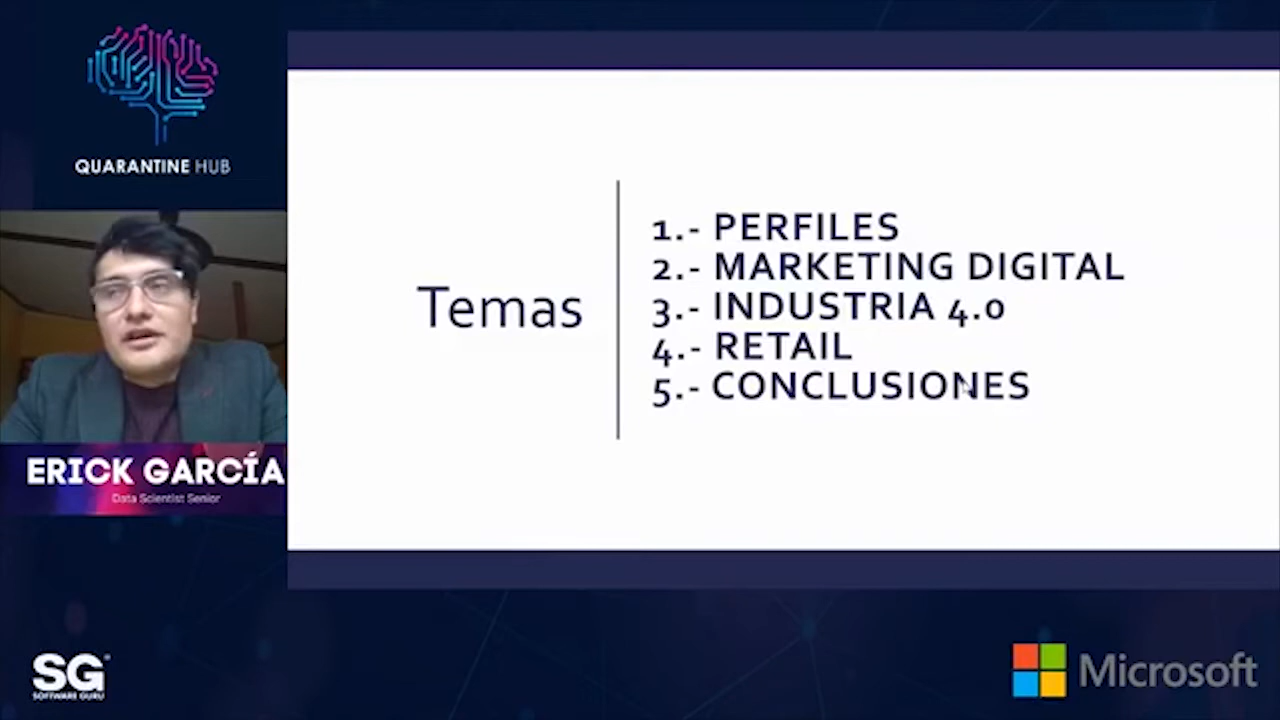 QUARANTINE HUB
ERICK GARCÍA
Data Scientist Senior
Temas
1.- PERFILES
2.- MARKETING DIGITAL
3.- INDUSTRIA 4.0
4.- RETAIL
5.- CONCLUSIONES
SG
SOFTWARE GURU
Microsoft